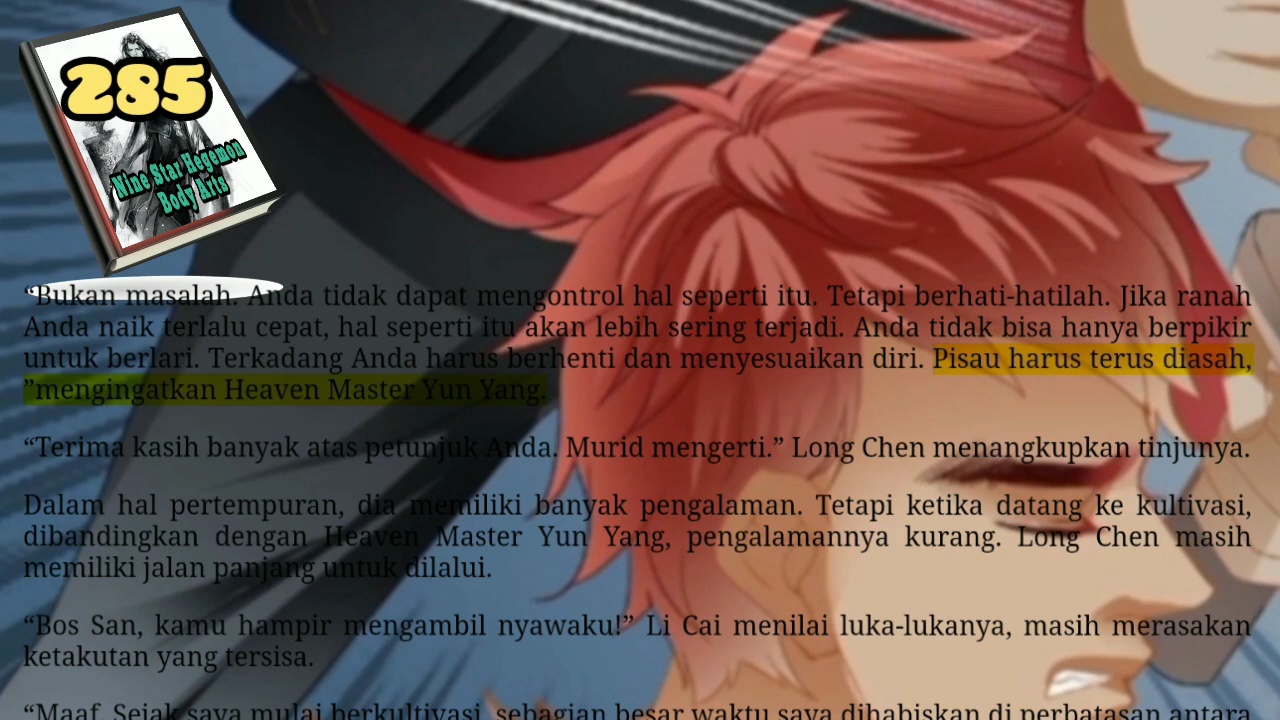 285
Nine Star Hegemon
Body Arts
“Bukan masalah. Anda tidak dapat mengontrol hal seperti itu. Tetapi berhati-hatilah. Jika ranah
Anda naik terlalu cepat, hal seperti itu akan lebih sering terjadi. Anda tidak bisa hanya berpikir
untuk berlari. Terkadang Anda harus berhenti dan menyesuaikan diri. Pisau harus terus diasah,
”mengingatkan Heaven Master Yun Yang.
“Terima kasih banyak atas petunjuk Anda. Murid mengerti.” Long Chen menangkupkan tinjunya.
Dalam hal pertempuran, dia memiliki banyak pengalaman. Tetapi ketika datang ke kultivasi,
dibandingkan dengan Heaven Master Yun Yang, pengalamannya kurang. Long Chen masih
memiliki jalan panjang untuk dilalui.
“Bos San, kamu hampir mengambil nyawaku!” Li Cai menilai luka-lukanya, masih merasakan
ketakutan yang tersisa.
“Maaf. Sejak saya mulai berkultivasi, sebagian besar waktu saya dihabiskan di perbatasan antara